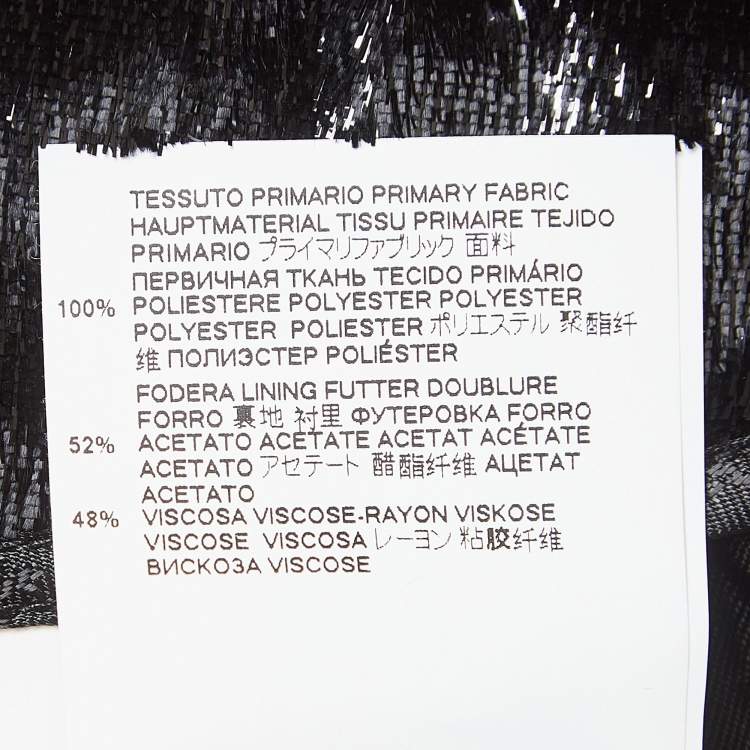 TESSUTO PRIMARIO PRIMARY FABRIC
HAUPTMATERIAL TISSU PRIMAIRE TEJIDO
PRIMARIO プライマリファブリック 面料
ПЕРВИЧНАЯ ТКАНЬ TECIDO PRIMÁRIO
100% POLIESTERE POLYESTER POLYESTER
POLYESTER POLIESTER ポリエステル 聚酯纤
维 ПОЛИЭСТЕР POLIÉSTER
FODERA LINING FUTTER DOUBLURE
FORRO 裏地 衬里 ФУТЕРОВКА FORRO
52% ACETATO ACETATE ACETAT ACÉTATE
ACETATO アセテート 醋酯纤维 АЦЕТАТ
ACETATO
48% VISCOSA VISCOSE-RAYON VISKOSE
VISCOSE VISCOSA レーヨン 粘胶纤维
ВИСКОЗА VISCOSE